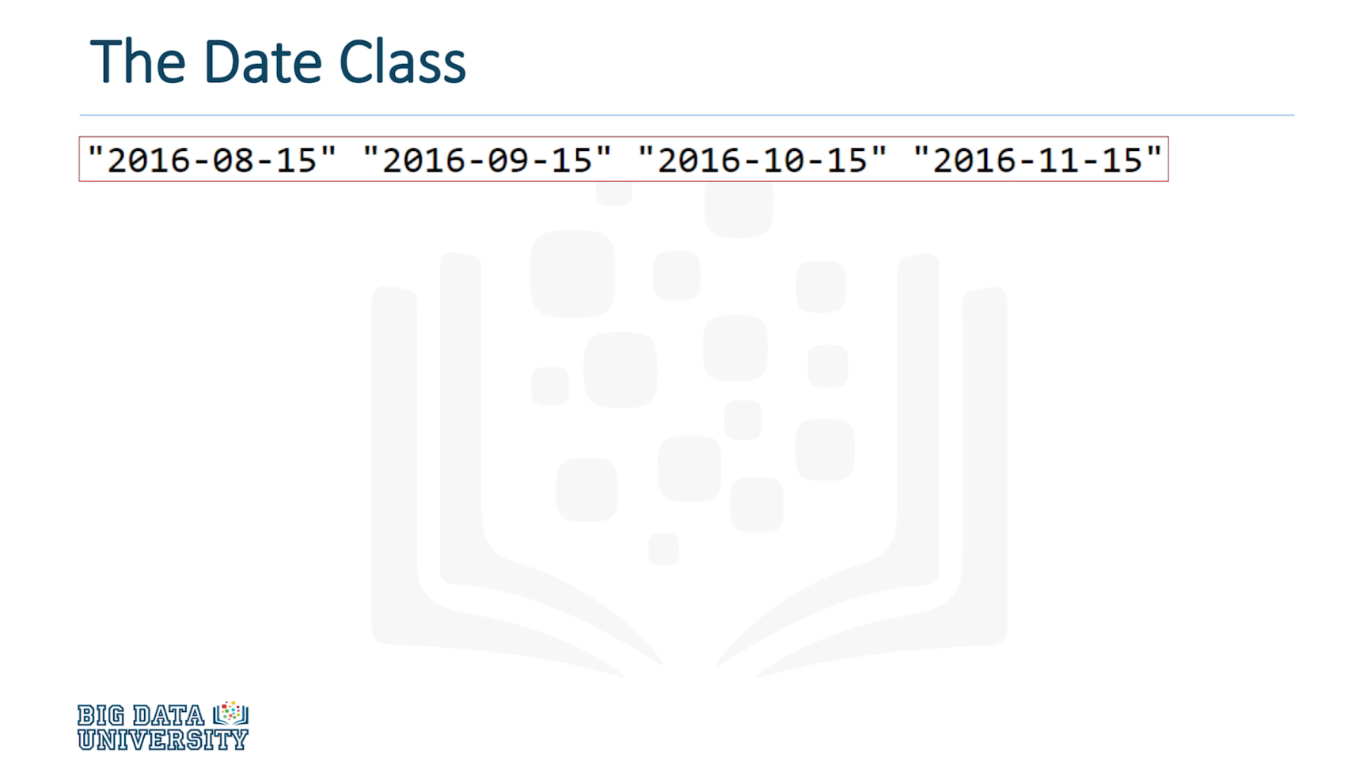 The Date Class
"2016-08-15" "2016-09-15" "2016-10-15" "2016-11-15"
BIG DATA
UNIVERSITY